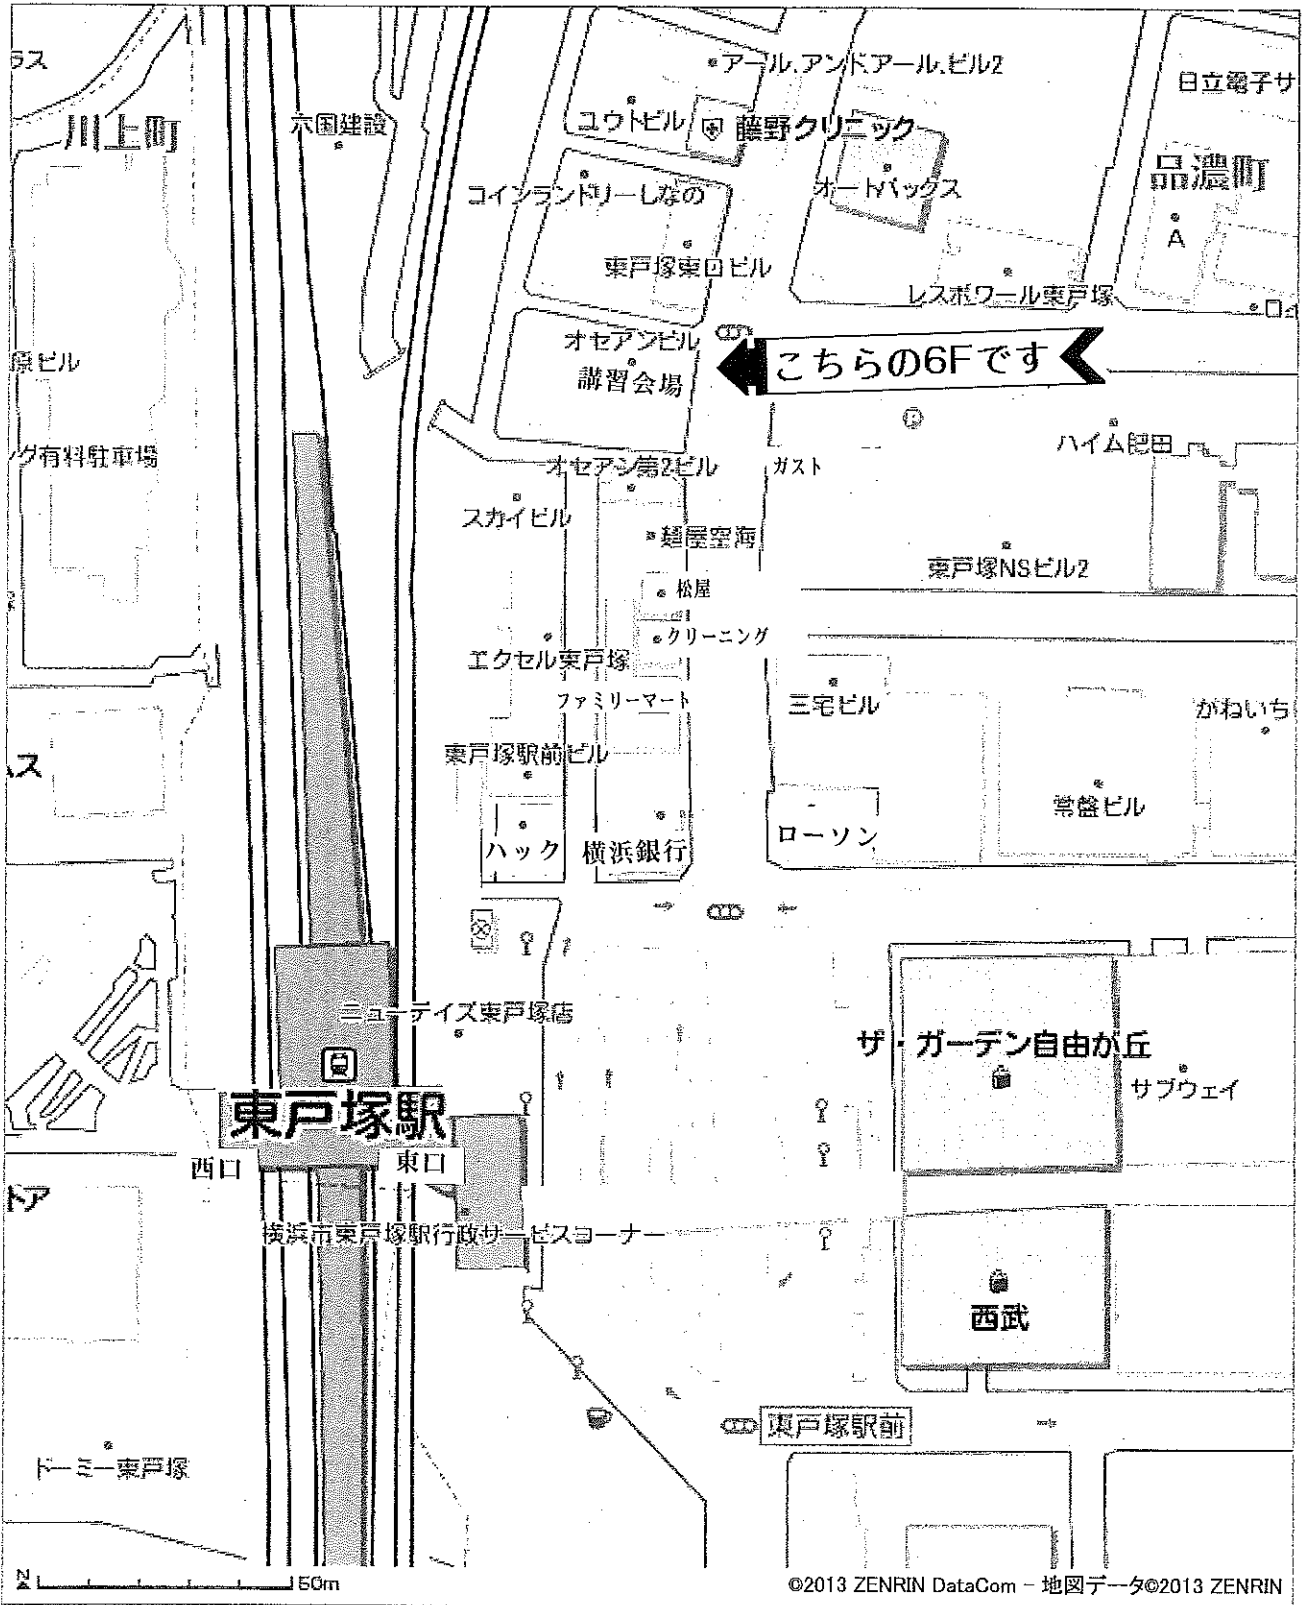 ラス
アール.アンドアール.ビル2
日立電子サ
川上町
六国建設
ユウトビル
藤野クリニック
品濃町
コインランドリーしなの
オートバックス
A
東戸塚東口ビル
レスポワール東戸塚
オセアンビル
講習会場
こちらの6Fです
原ビル
グ有料駐車場
オセアン第2ビル
ガスト
ハイム肥田
スカイビル
麺屋空海
東戸塚NSビル2
松屋
クリーニング
エクセル東戸塚
ファミリーマート
三宅ビル
がねいち
東戸塚駅前ビル
ス
常盤ビル
ハック
横浜銀行
ローソン
ニューデイズ東戸塚店
ザ・ガーデン自由が丘
サブウェイ
東戸塚駅
西口
東口
トア
横浜市東戸塚駅行政サービスコーナー
西武
東戸塚駅前
ドーミー東戸塚
N
50m
©2013 ZENRIN DataCom - 地図データ©2013 ZENRIN